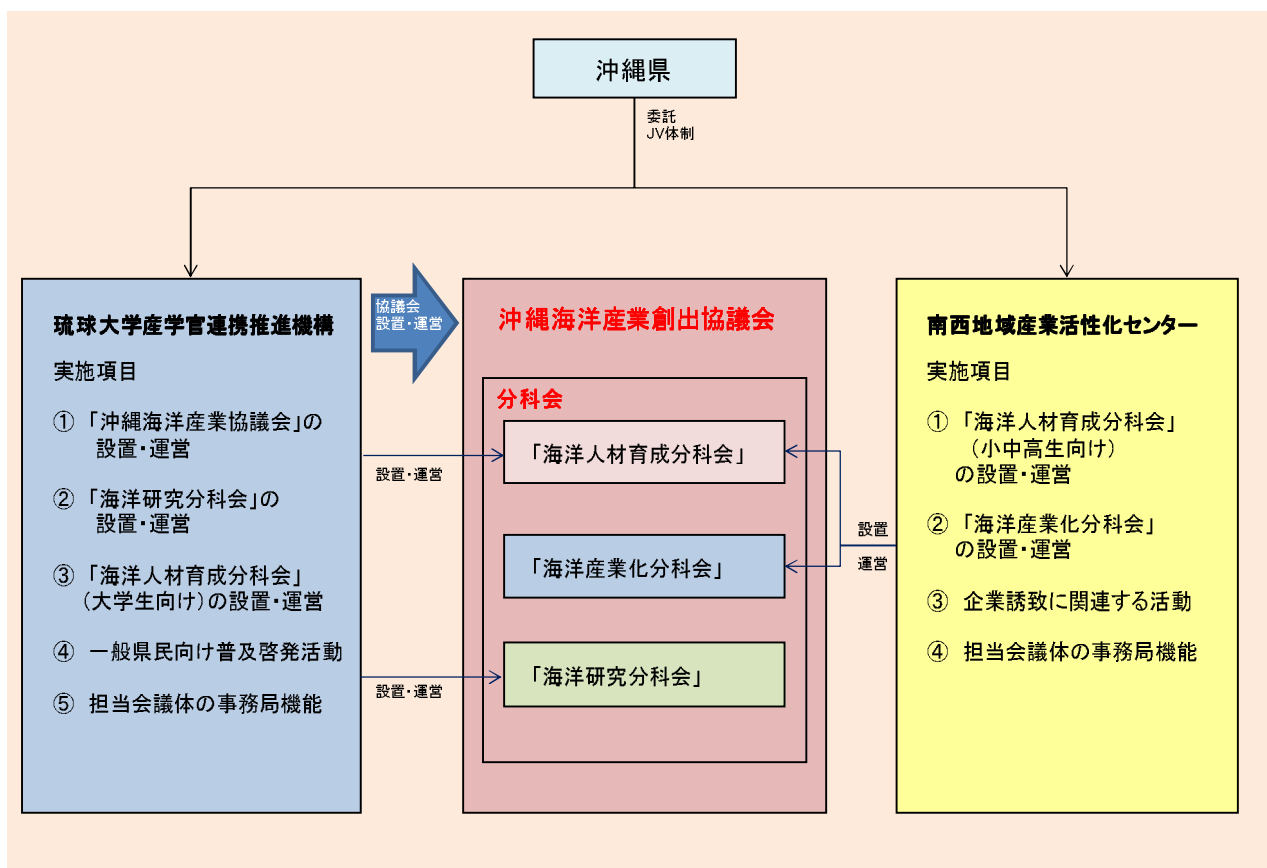 沖縄県
委託
JV体制
琉球大学産学官連携推進機構
実施項目
① 「沖縄海洋産業協議会」の
設置・運営
② 「海洋研究分科会」の
設置・運営
③ 「海洋人材育成分科会」
(大学生向け)の設置・運営
④ 一般県民向け普及啓発活動
⑤ 担当会議体の事務局機能
協議会
設置・運営
設置・運営
設置・運営
沖縄海洋産業創出協議会
分科会
「海洋人材育成分科会」
「海洋産業化分科会」
「海洋研究分科会」
設置
運営
南西地域産業活性化センター
実施項目
① 「海洋人材育成分科会」
(小中高生向け)
の設置・運営
② 「海洋産業化分科会」
の設置・運営
③ 企業誘致に関連する活動
④ 担当会議体の事務局機能